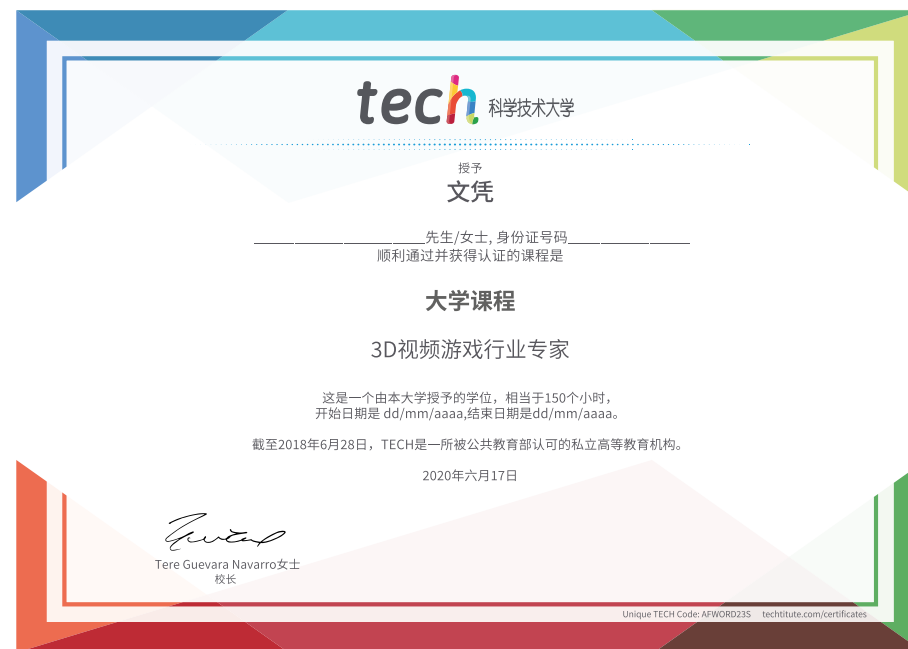 tech 科学技术大学
授予
文凭
先生/女士, 身份证号码
顺利通过并获得认证的课程是
大学课程
3D视频游戏行业专家
这是一个由本大学授予的学位，相当于150个小时，
开始日期是 dd/mm/aaaa,结束日期是dd/mm/aaaa。
截至2018年6月28日，TECH是一所被公共教育部认可的私立高等教育机构。
2020年六月17日
Tere Guevara Navarro女士
校长
Unique TECH Code: AFWORD23S techtitute.com/certificates